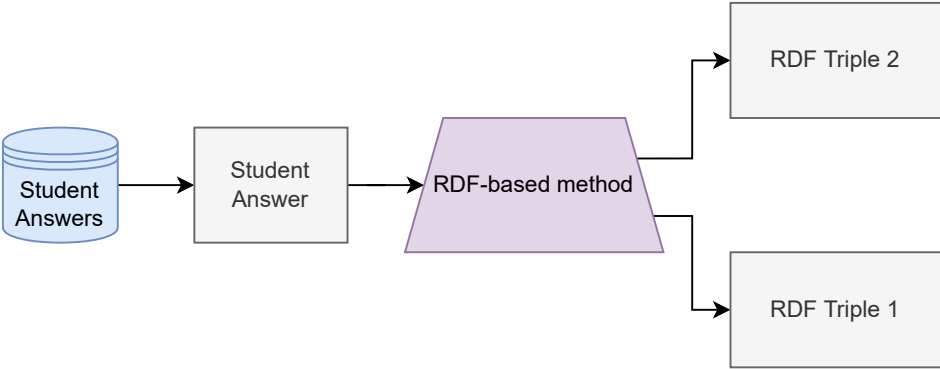 Student
Answers
Student
Answer
RDF-based method
RDF Triple 2
RDF Triple 1